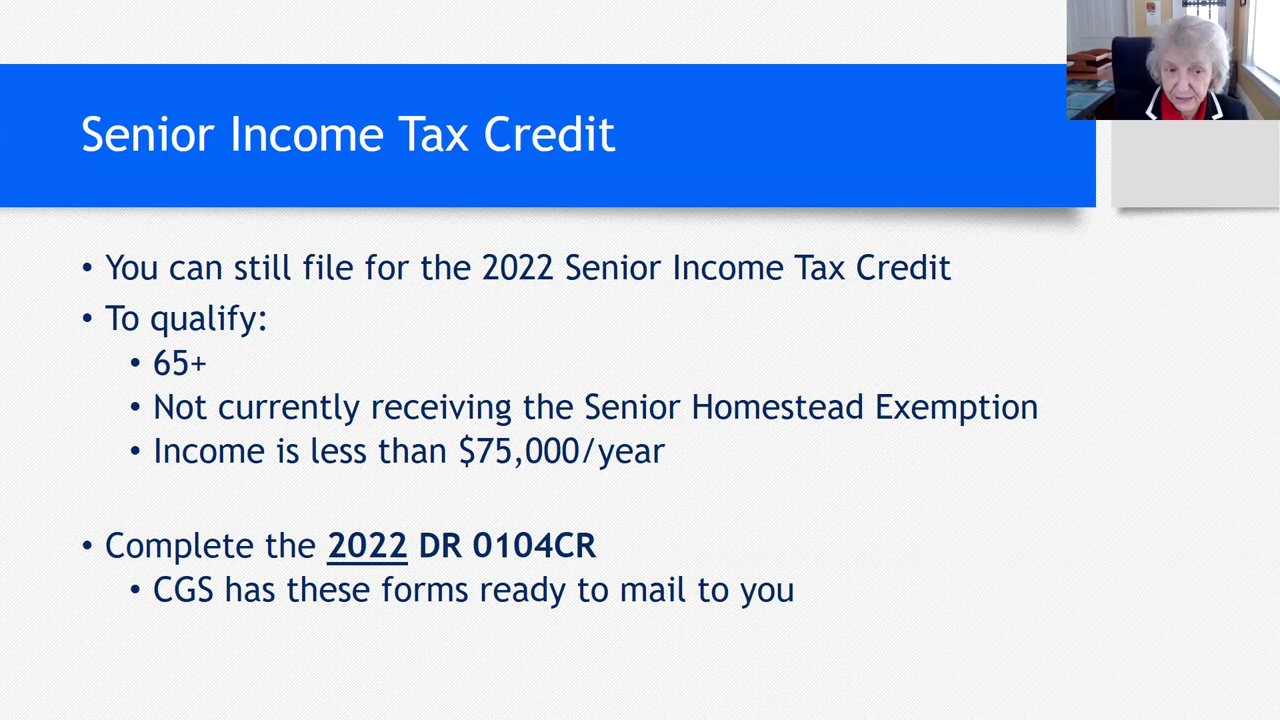 Senior Income Tax Credit
• You can still file for the 2022 Senior Income Tax Credit
• To qualify:
• 65+
• Not currently receiving the Senior Homestead Exemption
• Income is less than $75,000/year
• Complete the 2022 DR 0104CR
• CGS has these forms ready to mail to you